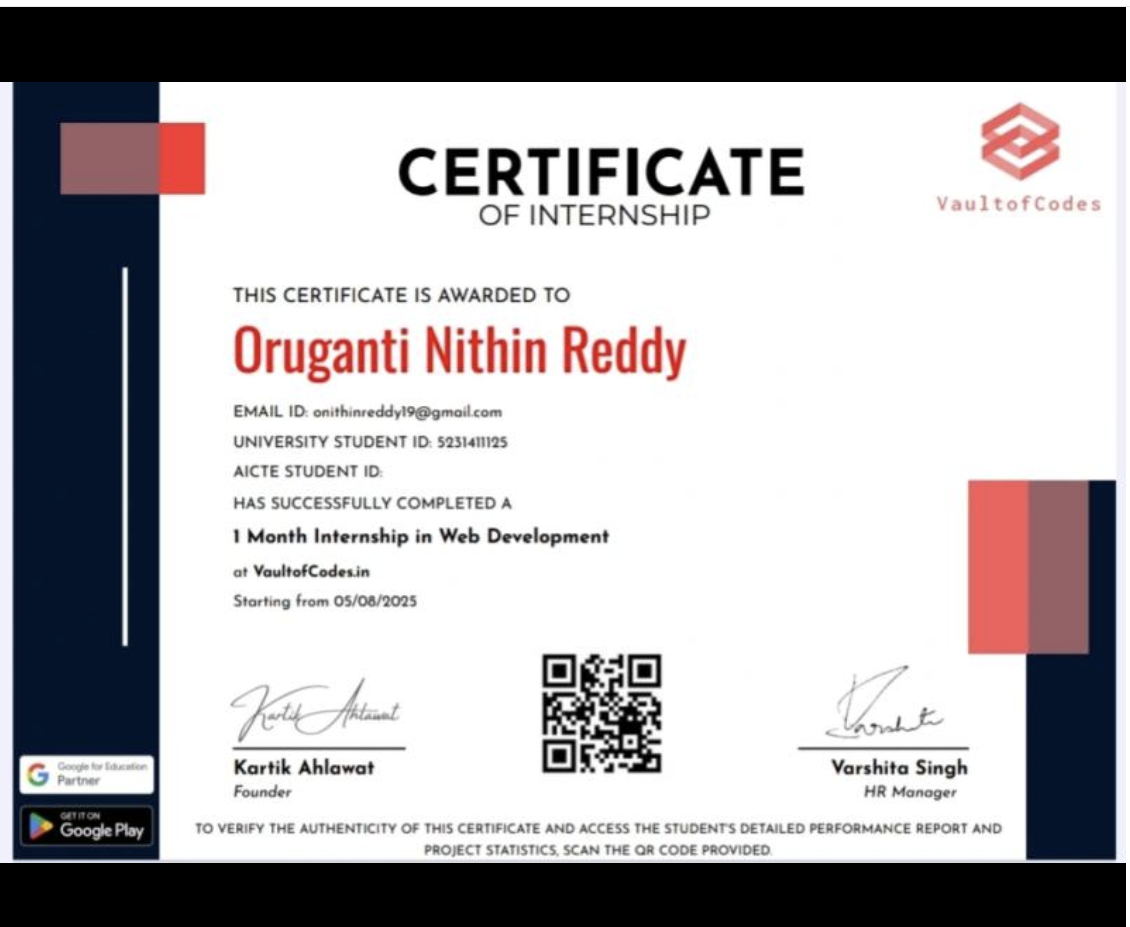 CERTIFICATE
OF INTERNSHIP
VaultofCodes
THIS CERTIFICATE IS AWARDED TO
Oruganti Nithin Reddy
EMAIL ID: onithinreddy19@gmail.com
UNIVERSITY STUDENT ID: 5231411125
AICTE STUDENT ID:
HAS SUCCESSFULLY COMPLETED A
1 Month Internship in Web Development
at VaultofCodes.in
Starting from 05/08/2025
Kartik Ahlawat
Varshita
Kartik Ahlawat
Founder
Varshita Singh
HR Manager
Google for Education
Partner
GET IT ON
Google Play
TO VERIFY THE AUTHENTICITY OF THIS CERTIFICATE AND ACCESS THE STUDENT'S DETAILED PERFORMANCE REPORT AND
PROJECT STATISTICS, SCAN THE QR CODE PROVIDED.